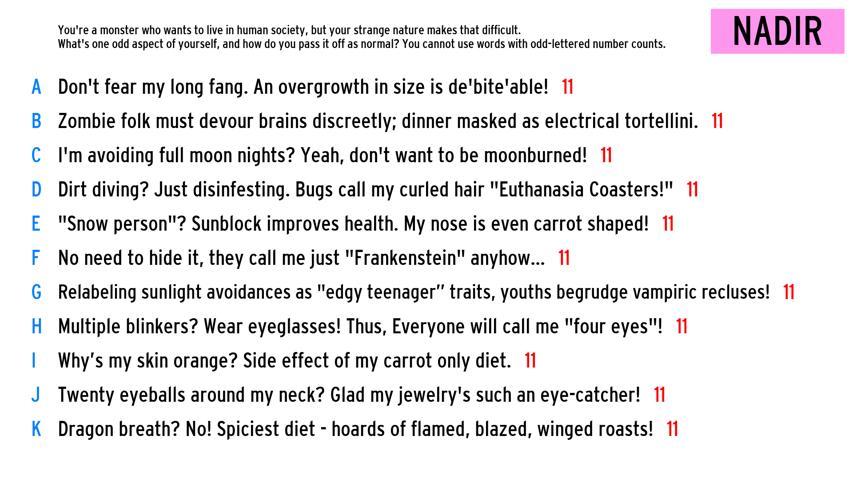 You're a monster who wants to live in human society, but your strange nature makes that difficult.
What's one odd aspect of yourself, and how do you pass it off as normal? You cannot use words with odd-lettered number counts.
NADIR
A Don't fear my long fang. An overgrowth in size is de'bite'able! 11
B Zombie folk must devour brains discreetly; dinner masked as electrical tortellini. 11
C I'm avoiding full moon nights? Yeah, don't want to be moonburned! 11
D Dirt diving? Just disinfesting. Bugs call my curled hair "Euthanasia Coasters!" 11
E "Snow person"? Sunblock improves health. My nose is even carrot shaped! 11
F No need to hide it, they call me just "Frankenstein" anyhow... 11
G Relabeling sunlight avoidances as "edgy teenager” traits, youths begrudge vampiric recluses! 11
H Multiple blinkers? Wear eyeglasses! Thus, Everyone will call me "four eyes"! 11
I Why’s my skin orange? Side effect of my carrot only diet. 11
J Twenty eyeballs around my neck? Glad my jewelry's such an eye-catcher! 11
K Dragon breath? No! Spiciest diet - hoards of flamed, blazed, winged roasts! 11